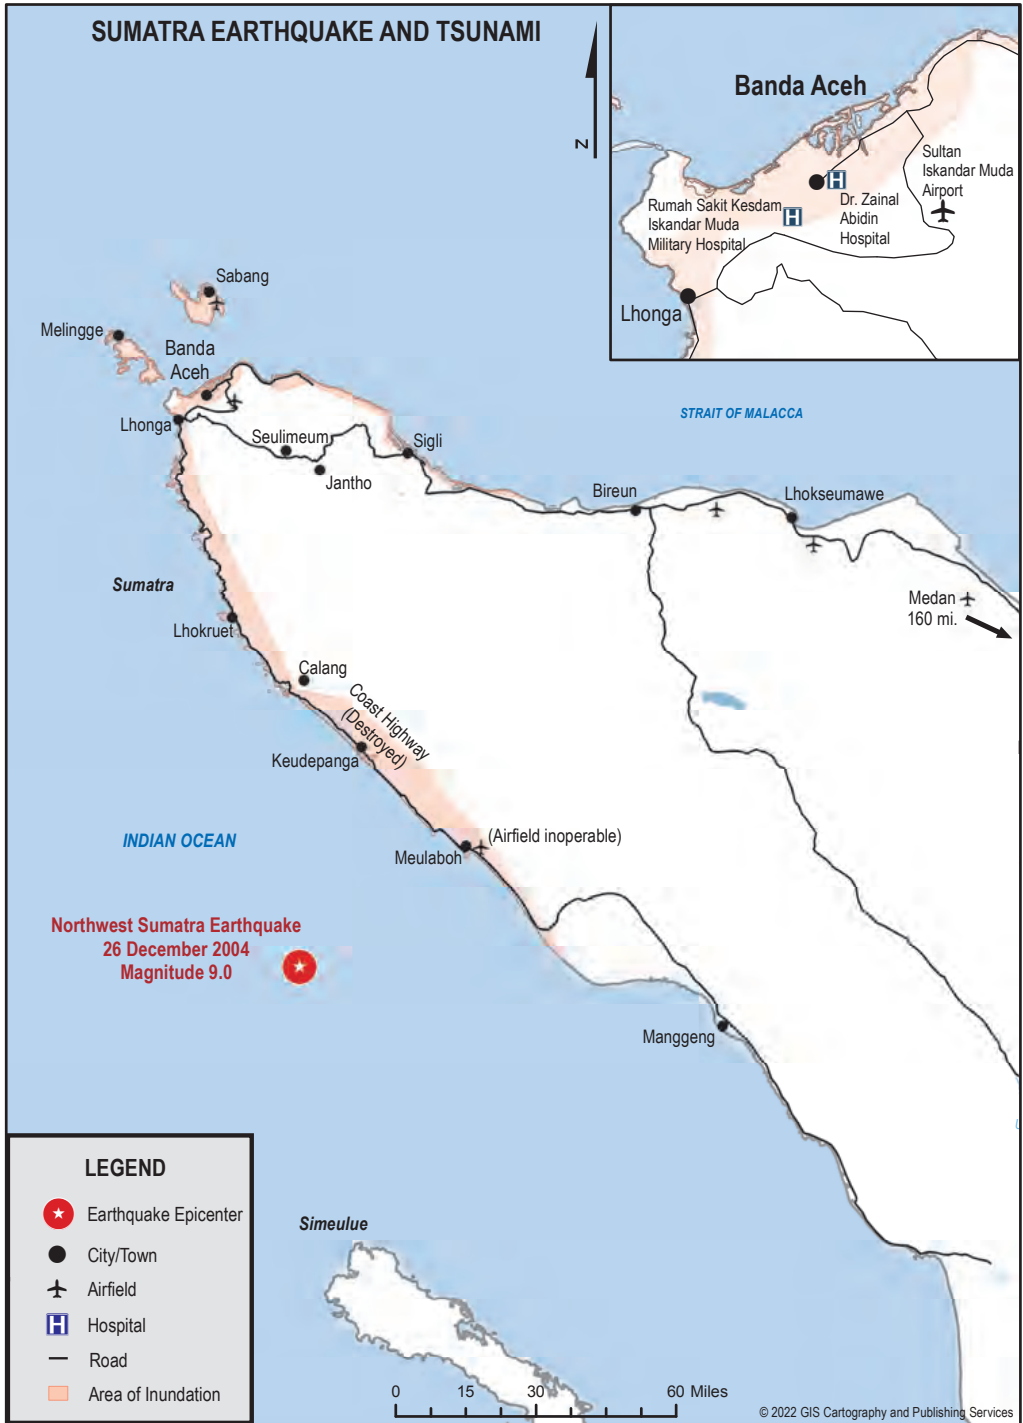 SUMATRA EARTHQUAKE AND TSUNAMI
N
Banda Aceh
Sultan
Iskandar Muda
Airport
H
Rumah Sakit Kesdam
Iskandar Muda
Military Hospital
H
Dr. Zainal
Abidin
Hospital
Lhonga
Sabang
Melingge
Banda
Aceh
Lhonga
Seulimeum
Jantho
Sigli
STRAIT OF MALACCA
Bireun
Lhokseumawe
Sumatra
Medan
160 mi.
Lhokruet
Calang
Coast Highway
(Destroyed)
Keudepanga
INDIAN OCEAN
(Airfield inoperable)
Meulaboh
Northwest Sumatra Earthquake
26 December 2004
Magnitude 9.0
Manggeng
LEGEND
Earthquake Epicenter
City/Town
Airfield
H Hospital
Road
Area of Inundation
Simeulue
0 15 30 60 Miles
© 2022 GIS Cartography and Publishing Services